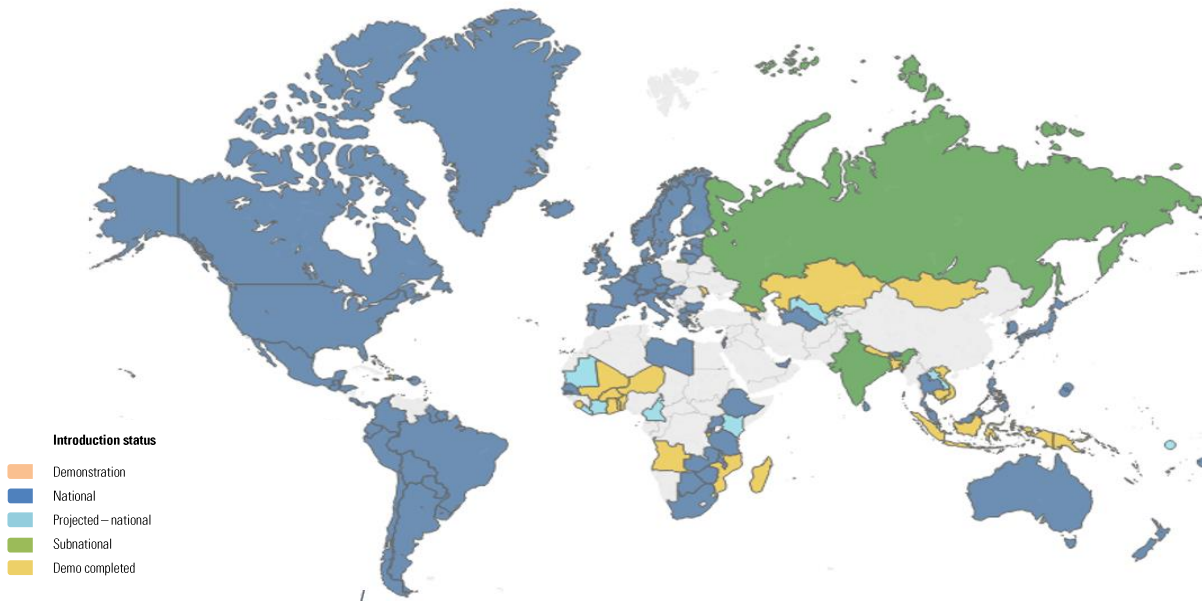 Introduction status
Demonstration
National
Projected – national
Subnational
Demo completed